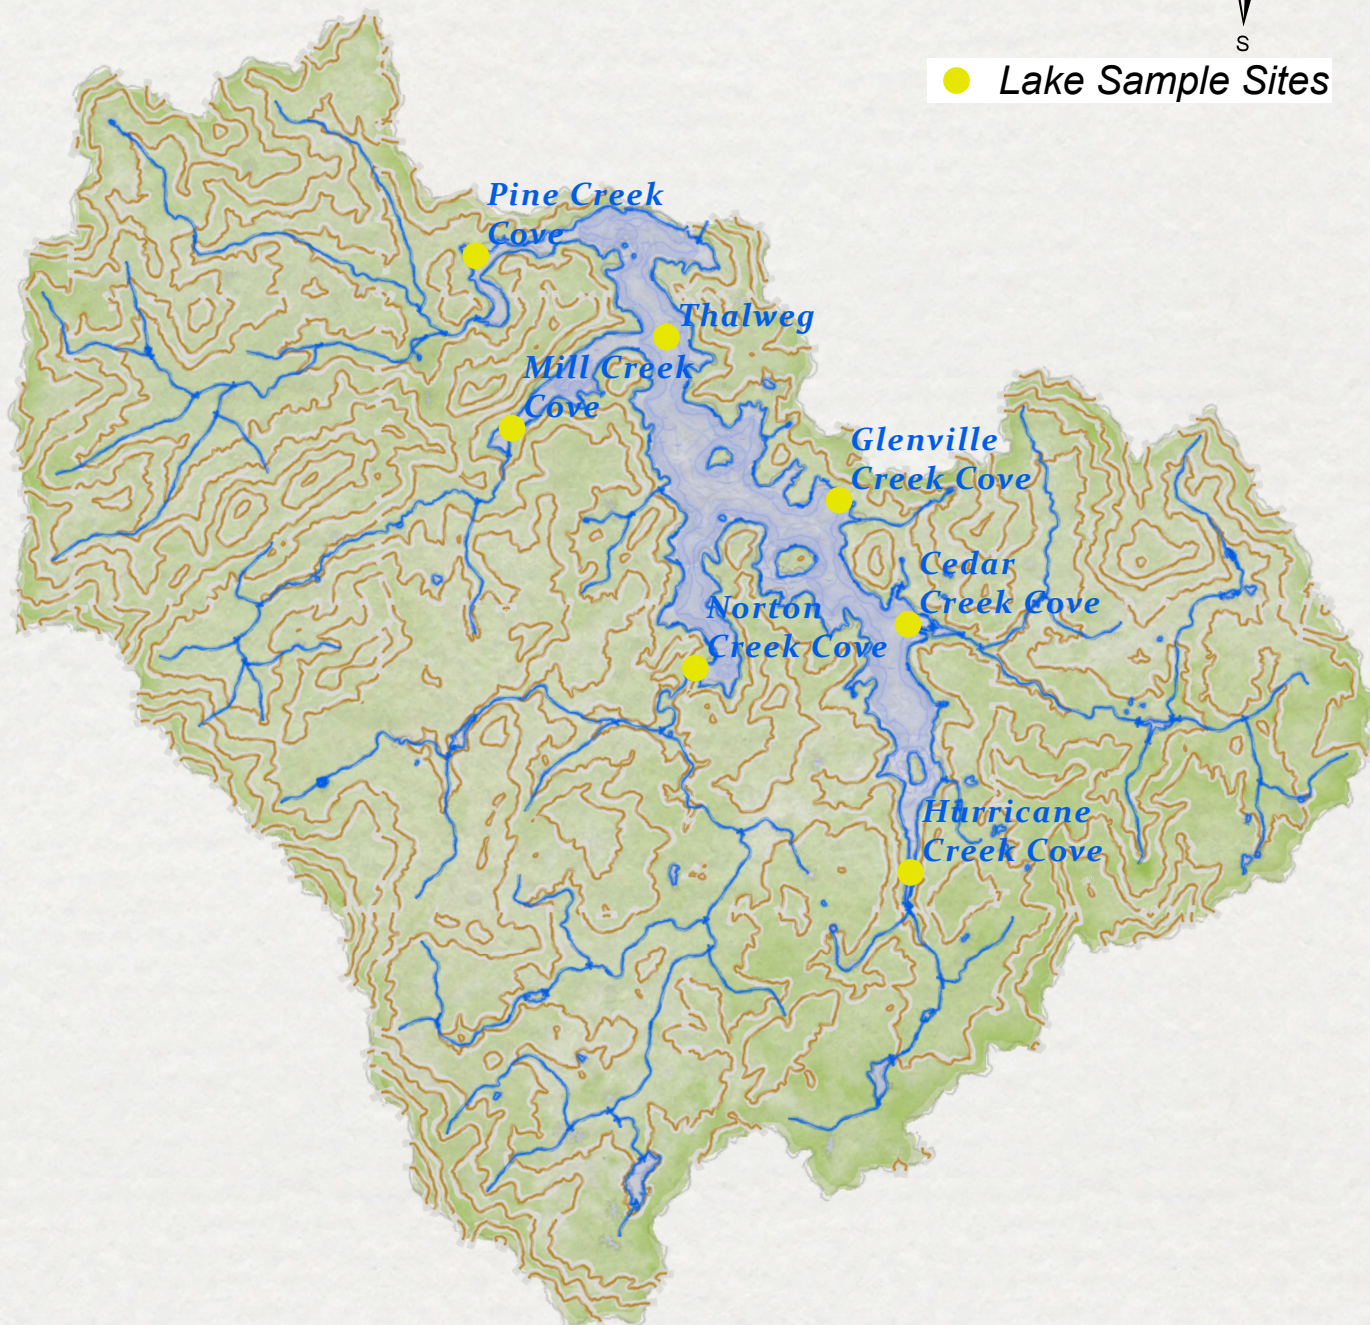 S
Lake Sample Sites
Pine Creek
Cove
Thalweg
Mill Creek
Cove
Glenville
Creek Cove
Cedar
Creek Cove
Norton
Creek Cove
Hurricane
Creek Cove